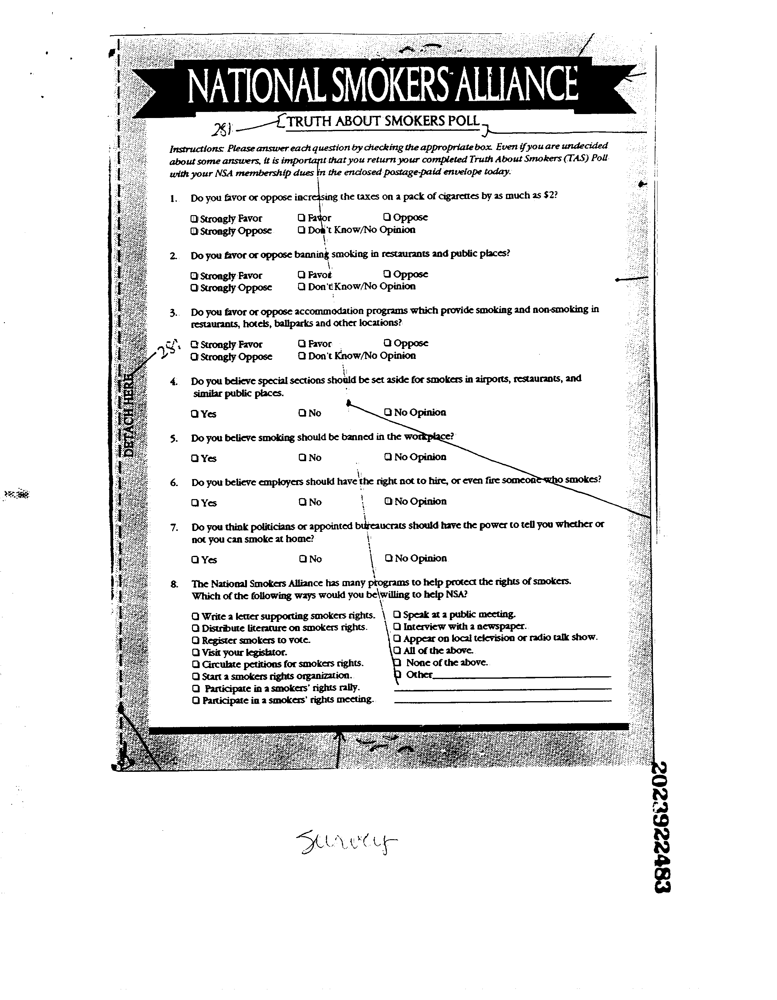 NATIONAL SMOKERS ALLIANCE
281
TRUTH ABOUT SMOKERS POLL
Instructions: Please answer each question by checking the appropriate box. Even if you are undecided
about some answers, it is important that you return your completed Truth About Smokers (TAS) Poll
with your NSA membership dues in the enclosed postage-paid envelope today.
1. Do you favor or oppose increasing the taxes on a pack of cigarettes by as much as $2?
❑ Strongly Favor ❑ Favor ❑ Oppose
❑ Strongly Oppose ❑ Don't Know/No Opinion
2. Do you favor or oppose banning smoking in restaurants and public places?
❑ Strongly Favor ❑ Favor ❑ Oppose
❑ Strongly Oppose ❑ Don't Know/No Opinion
3. Do you favor or oppose accommodation programs which provide smoking and non-smoking in
restaurants, hotels, ballparks and other locations?
❑ Strongly Favor ❑ Favor ❑ Oppose
❑ Strongly Oppose ❑ Don't Know/No Opinion
4. Do you believe special sections should be set aside for smokers in airports, restaurants, and
similar public places.
❑ Yes ❑ No ❑ No Opinion
DETACH HERE
5. Do you believe smoking should be banned in the workplace?
❑ Yes ❑ No ❑ No Opinion
6. Do you believe employers should have the right not to hire, or even fire someone who smokes?
❑ Yes ❑ No ❑ No Opinion
7. Do you think politicians or appointed bureaucrats should have the power to tell you whether or
not you can smoke at home?
❑ Yes ❑ No ❑ No Opinion
8. The National Smokers Alliance has many programs to help protect the rights of smokers.
Which of the following ways would you be willing to help NSA?
❑ Write a letter supporting smokers rights.
❑ Distribute literature on smokers rights.
❑ Register smokers to vote.
❑ Visit your legislator.
❑ Circulate petitions for smokers rights.
❑ Start a smokers rights organization.
❑ Participate in a smokers' rights rally.
❑ Participate in a smokers' rights meeting.
❑ Speak at a public meeting.
❑ Interview with a newspaper.
❑ Appear on local television or radio talk show.
❑ All of the above.
❑ None of the above.
❑ Other
Survey
2023922483